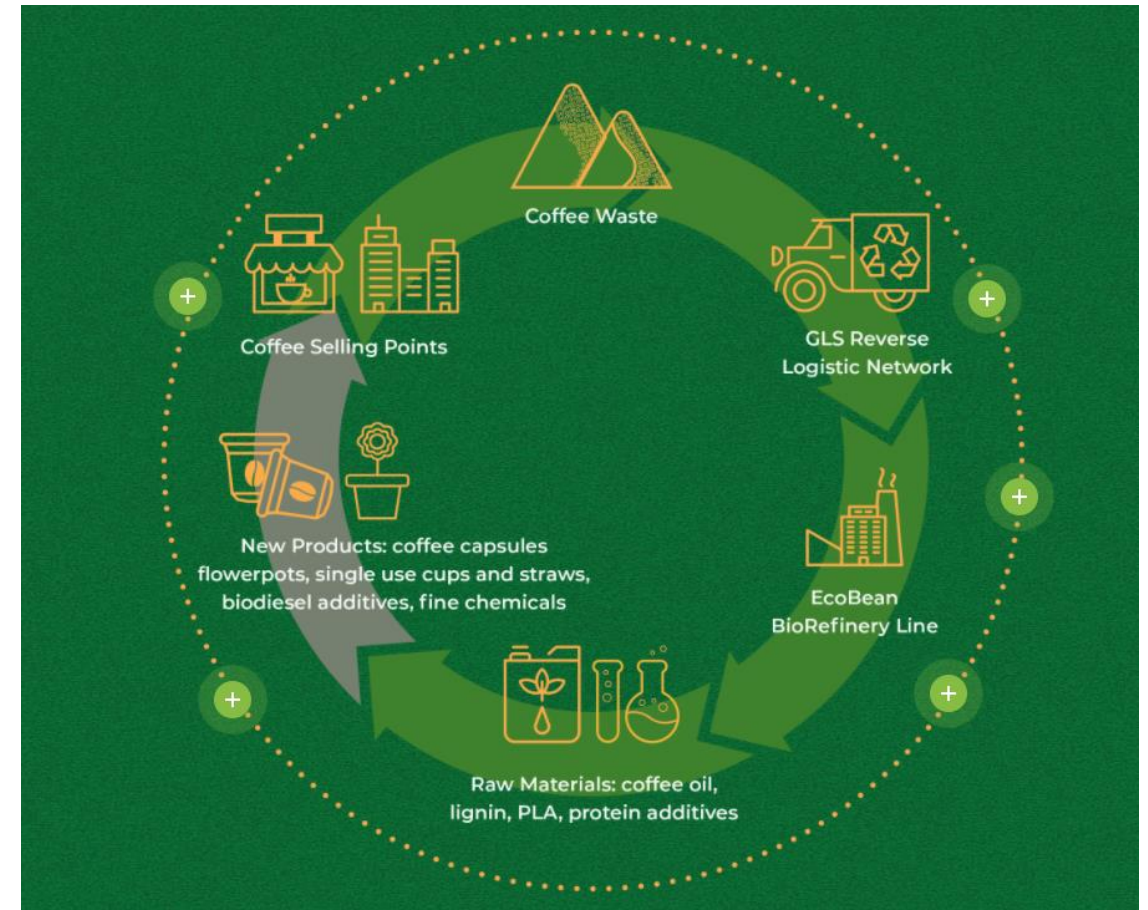 Coffee Waste
GLS Reverse
Logistic Network
EcoBean
BioRefinery Line
Raw Materials: coffee oil,
lignin, PLA, protein additives
New Products: coffee capsules
flowerpots, single use cups and straws,
biodiesel additives, fine chemicals
Coffee Selling Points